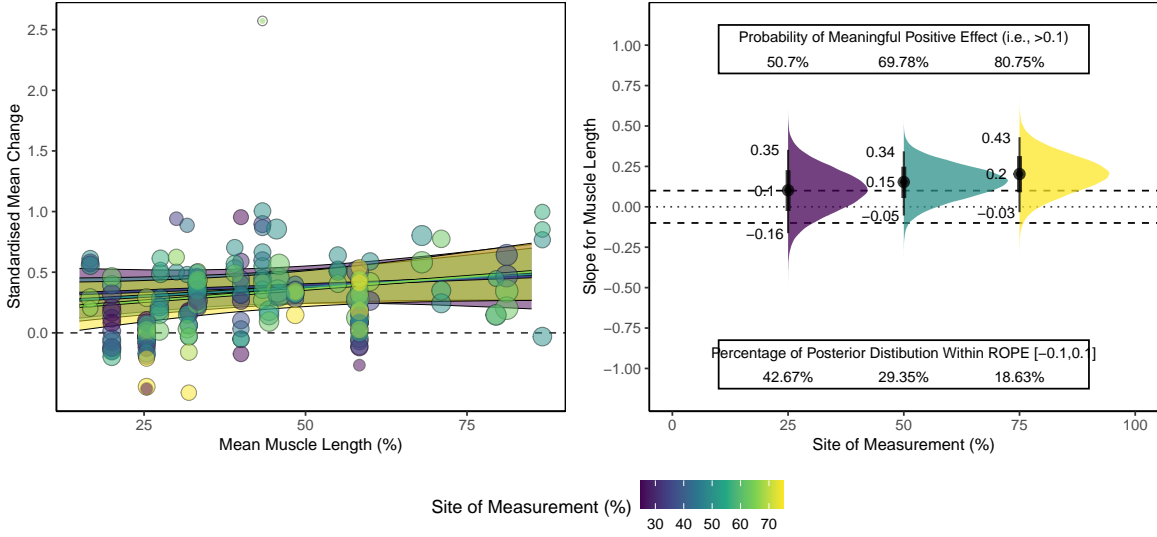 2.5
2.0
1.5
1.0
0.5
0.0
Standardised Mean Change
25 50 75
Mean Muscle Length (%)
1.00
0.75
0.50
0.25
0.00
−0.25
−0.50
−0.75
−1.00
Slope for Muscle Length
Probability of Meaningful Positive Effect (i.e., >0.1)
50.7% 69.78% 80.75%
0.35 0.34 0.43
0.1 0.15 0.2
−0.16 −0.05 −0.03
Percentage of Posterior Distibution Within ROPE [−0.1,0.1]
42.67% 29.35% 18.63%
0 25 50 75 100
Site of Measurement (%)
Site of Measurement (%)
30 40 50 60 70